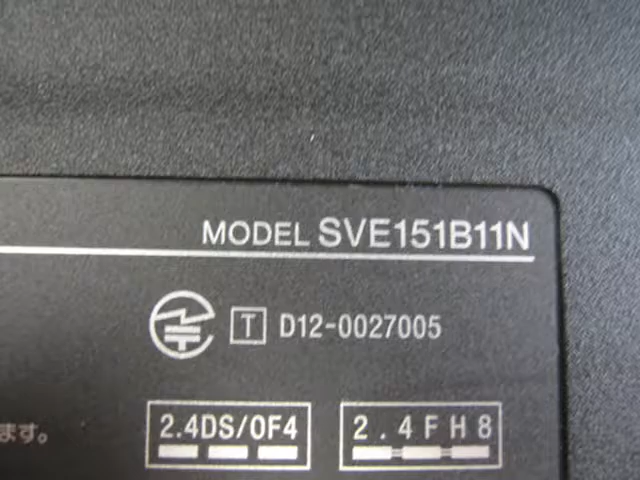 MODEL SVE151B11N
T D12-0027005
2.4DS/OF4 2.4FH8
ます。